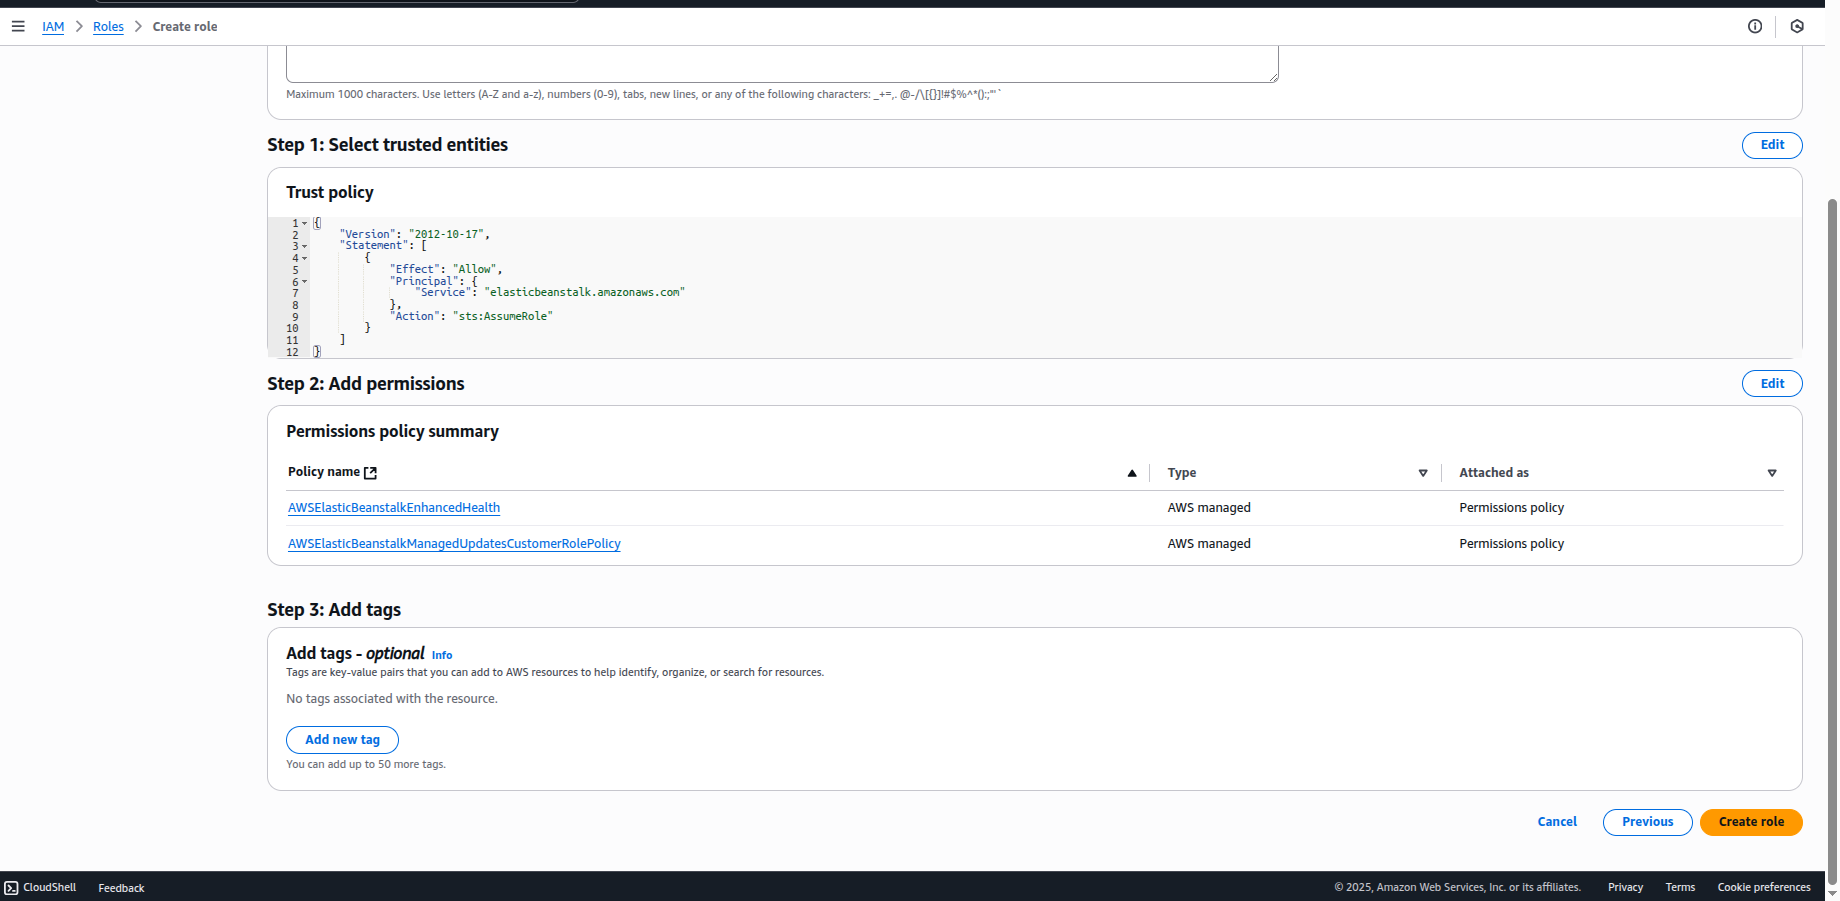 IAM > Roles > Create role
Maximum 1000 characters. Use letters (A-Z and a-z), numbers (0-9), tabs, new lines, or any of the following characters: _+=,. @-/\[{}]!#$%^*();:"'`
Step 1: Select trusted entities
Edit
Trust policy
1 {
2 "Version": "2012-10-17",
3 "Statement": [
4 {
5 "Effect": "Allow",
6 "Principal": {
7 "Service": "elasticbeanstalk.amazonaws.com"
8 },
9 "Action": "sts:AssumeRole"
10 }
11 ]
12 }
Step 2: Add permissions
Edit
Permissions policy summary
Policy name Type Attached as
AWSElasticBeanstalkEnhancedHealth AWS managed Permissions policy
AWSElasticBeanstalkManagedUpdatesCustomerRolePolicy AWS managed Permissions policy
Step 3: Add tags
Add tags - optional Info
Tags are key-value pairs that you can add to AWS resources to help identify, organize, or search for resources.
No tags associated with the resource.
Add new tag
You can add up to 50 more tags.
Cancel Previous Create role
CloudShell Feedback © 2025, Amazon Web Services, Inc. or its affiliates. Privacy Terms Cookie preferences